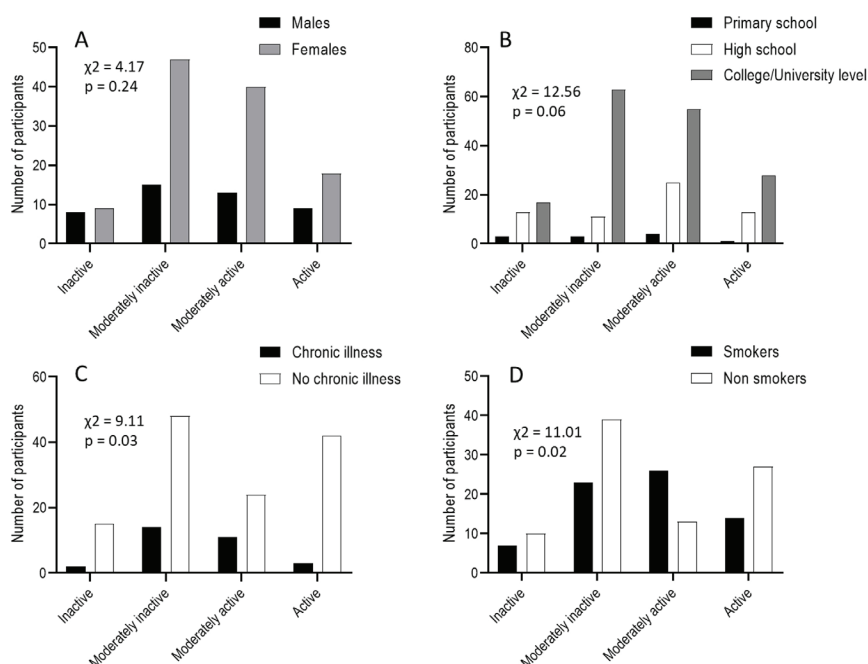 A
Males
Females
χ2 = 4.17
p = 0.24
Number of participants
50
40
30
20
10
0
Inactive
Moderately inactive
Moderately active
Active
B
Primary school
High school
College/University level
χ2 = 12.56
p = 0.06
Number of participants
80
60
40
20
0
Inactive
Moderately inactive
Moderately active
Active
C
Chronic illness
No chronic illness
χ2 = 9.11
p = 0.03
Number of participants
60
40
20
0
Inactive
Moderately inactive
Moderately active
Active
D
Smokers
Non smokers
χ2 = 11.01
p = 0.02
Number of participants
50
40
30
20
10
0
Inactive
Moderately inactive
Moderately active
Active